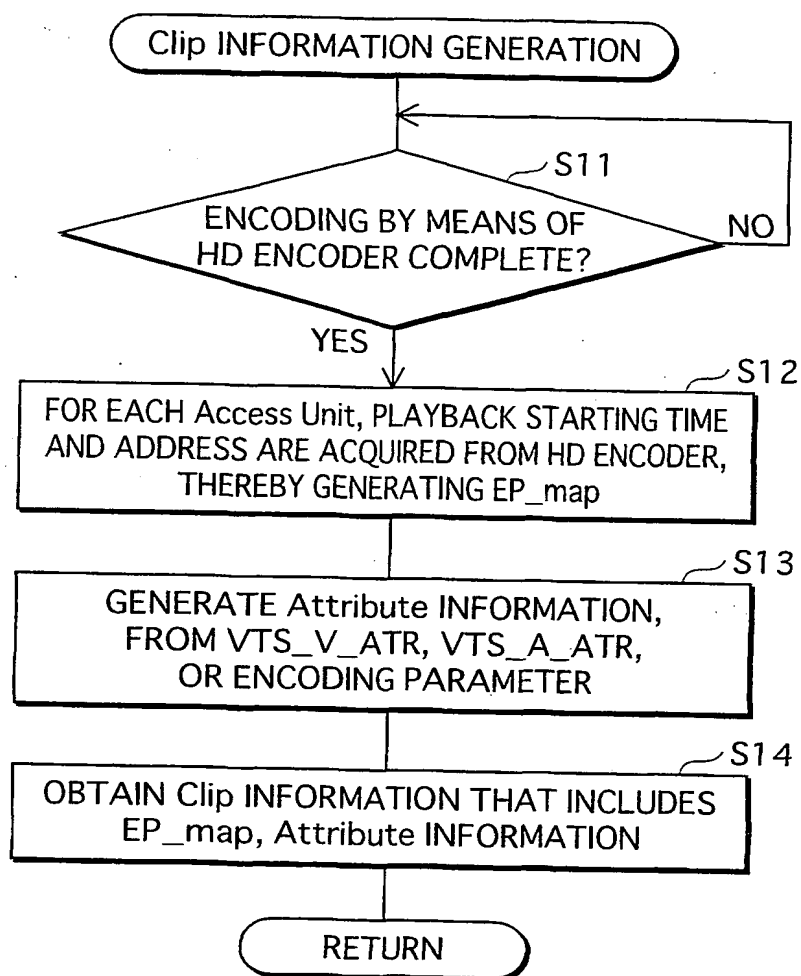 Clip INFORMATION GENERATION
S11
ENCODING BY MEANS OF
HD ENCODER COMPLETE?
NO
YES
S12
FOR EACH Access Unit, PLAYBACK STARTING TIME
AND ADDRESS ARE ACQUIRED FROM HD ENCODER,
THEREBY GENERATING EP_map
S13
GENERATE Attribute INFORMATION,
FROM VTS_V_ATR, VTS_A_ATR,
OR ENCODING PARAMETER
S14
OBTAIN Clip INFORMATION THAT INCLUDES
EP_map, Attribute INFORMATION
RETURN